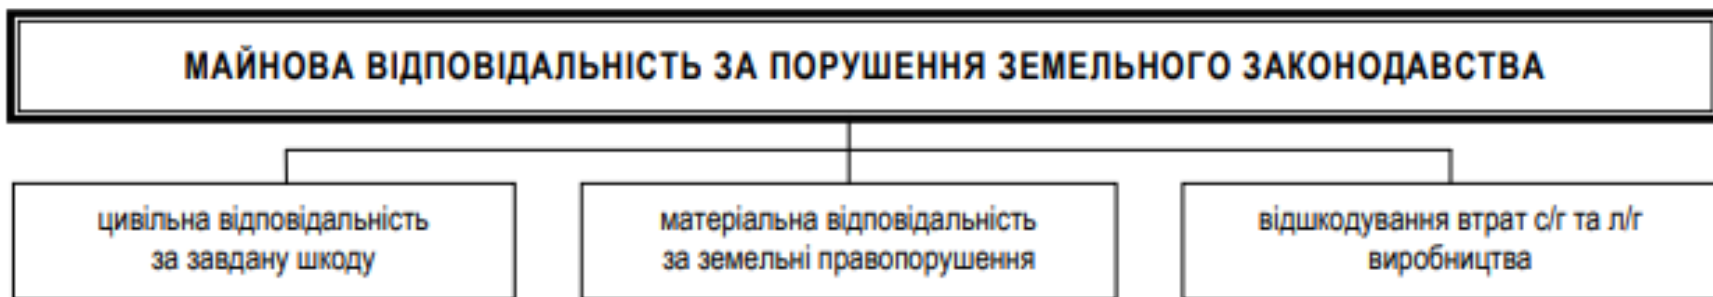 МАЙНОВА ВІДПОВІДАЛЬНІСТЬ ЗА ПОРУШЕННЯ ЗЕМЕЛЬНОГО ЗАКОНОДАВСТВА
цивільна відповідальність
за завдану шкоду
матеріальна відповідальність
за земельні правопорушення
відшкодування втрат с/г та л/г
виробництва